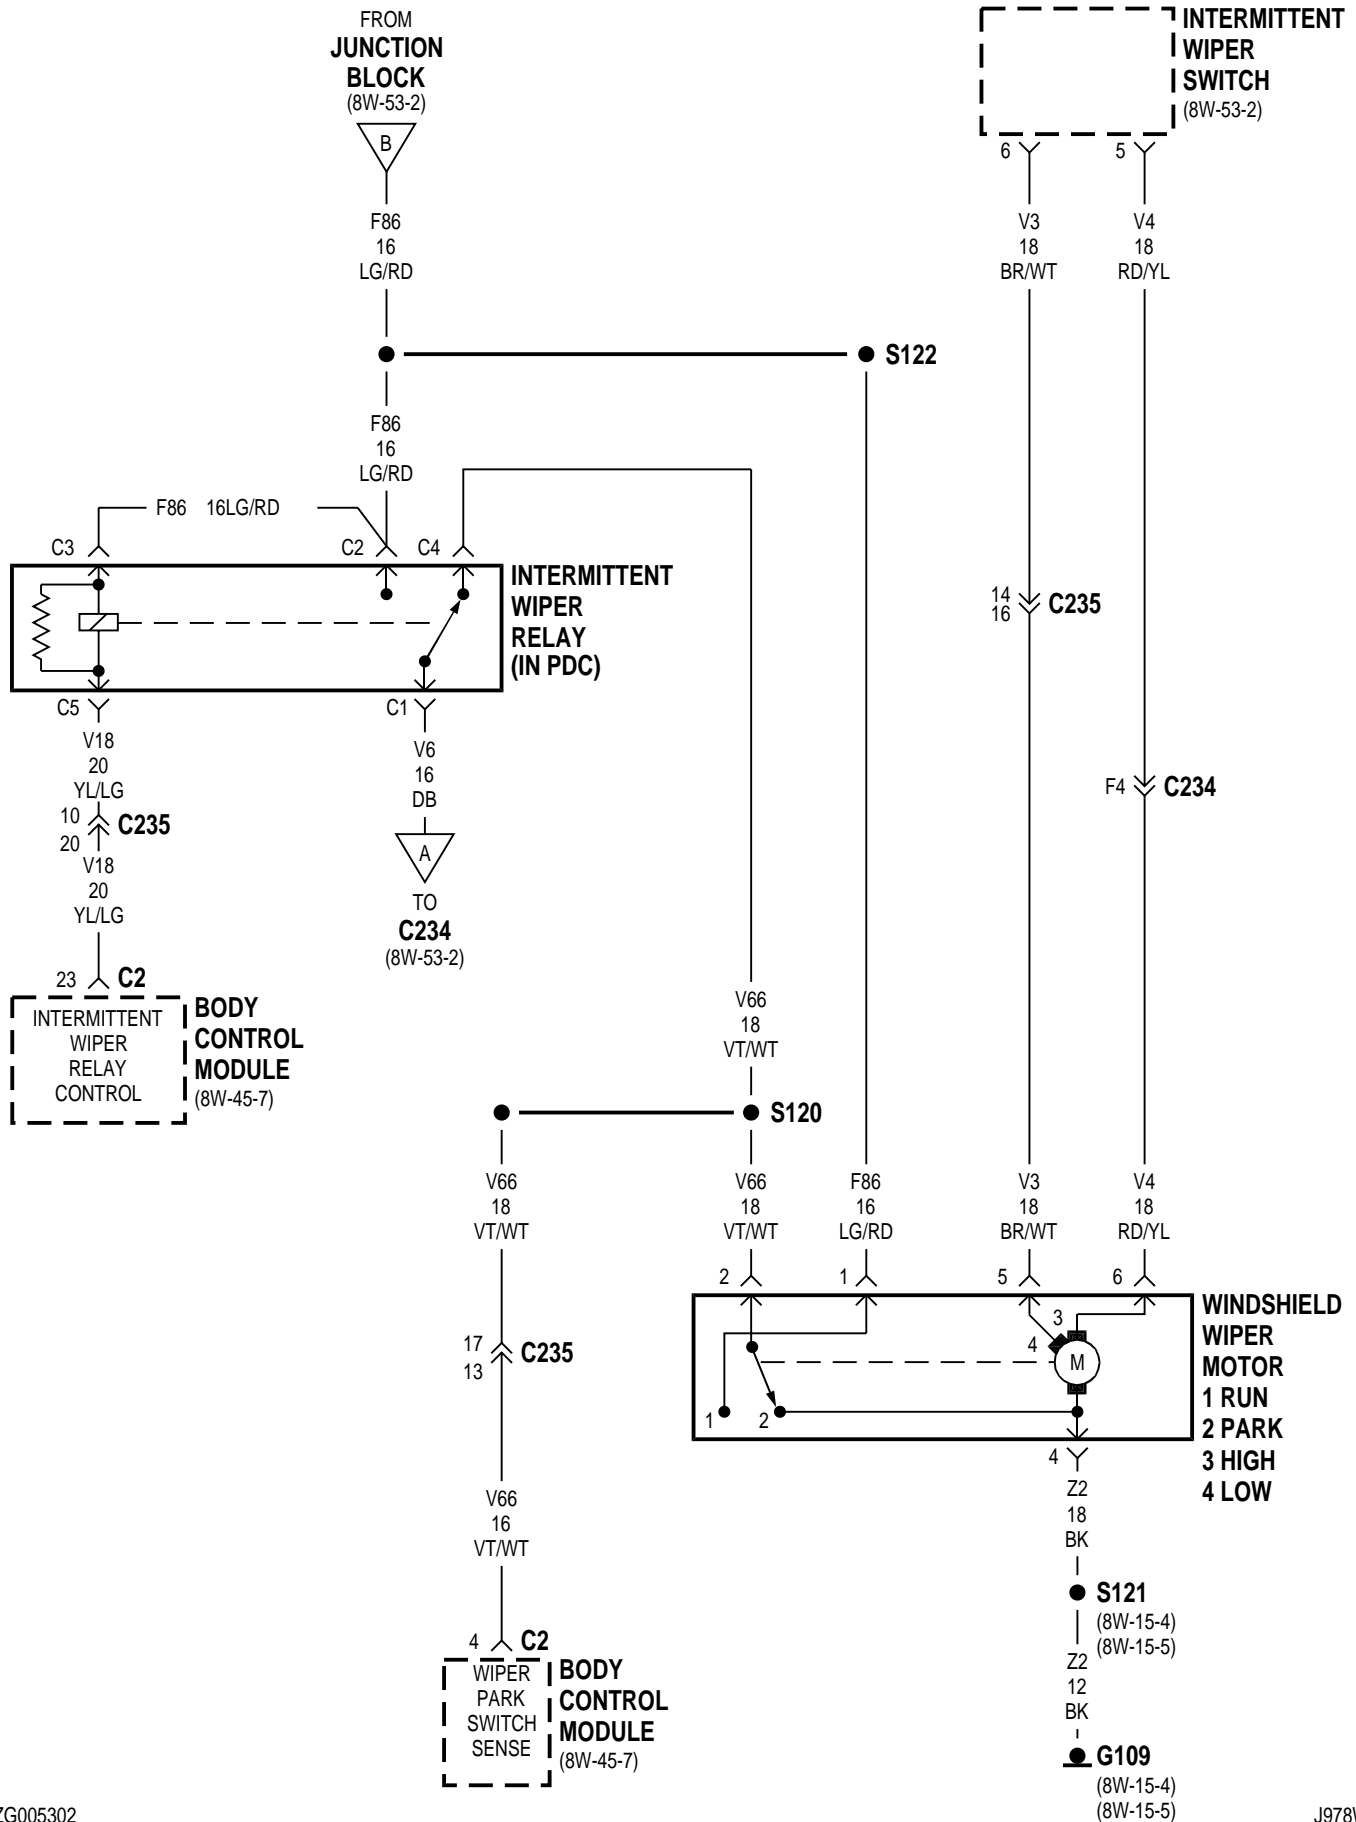 FROM
JUNCTION
BLOCK
(8W-53-2)
B
F86
16
LG/RD
INTERMITTENT
WIPER
SWITCH
(8W-53-2)
6
5
V3
18
BR/WT
V4
18
RD/YL
S122
F86
16
LG/RD
F86 16LG/RD
C3
C2
C4
INTERMITTENT
WIPER
RELAY
(IN PDC)
14
16
C235
C5
C1
V18
20
YL/LG
10
20
C235
V18
20
YL/LG
V6
16
DB
A
TO
C234
(8W-53-2)
F4
C234
23
C2
INTERMITTENT
WIPER
RELAY
CONTROL
BODY
CONTROL
MODULE
(8W-45-7)
V66
18
VT/WT
S120
V66
18
VT/WT
V66
18
VT/WT
F86
16
LG/RD
V3
18
BR/WT
V4
18
RD/YL
2
1
5
6
3
4
M
1
2
4
WINDSHIELD
WIPER
MOTOR
1 RUN
2 PARK
3 HIGH
4 LOW
17
13
C235
V66
16
VT/WT
4
C2
WIPER
PARK
SWITCH
SENSE
BODY
CONTROL
MODULE
(8W-45-7)
Z2
18
BK
S121
(8W-15-4)
(8W-15-5)
Z2
12
BK
G109
(8W-15-4)
(8W-15-5)
ZG005302
J978